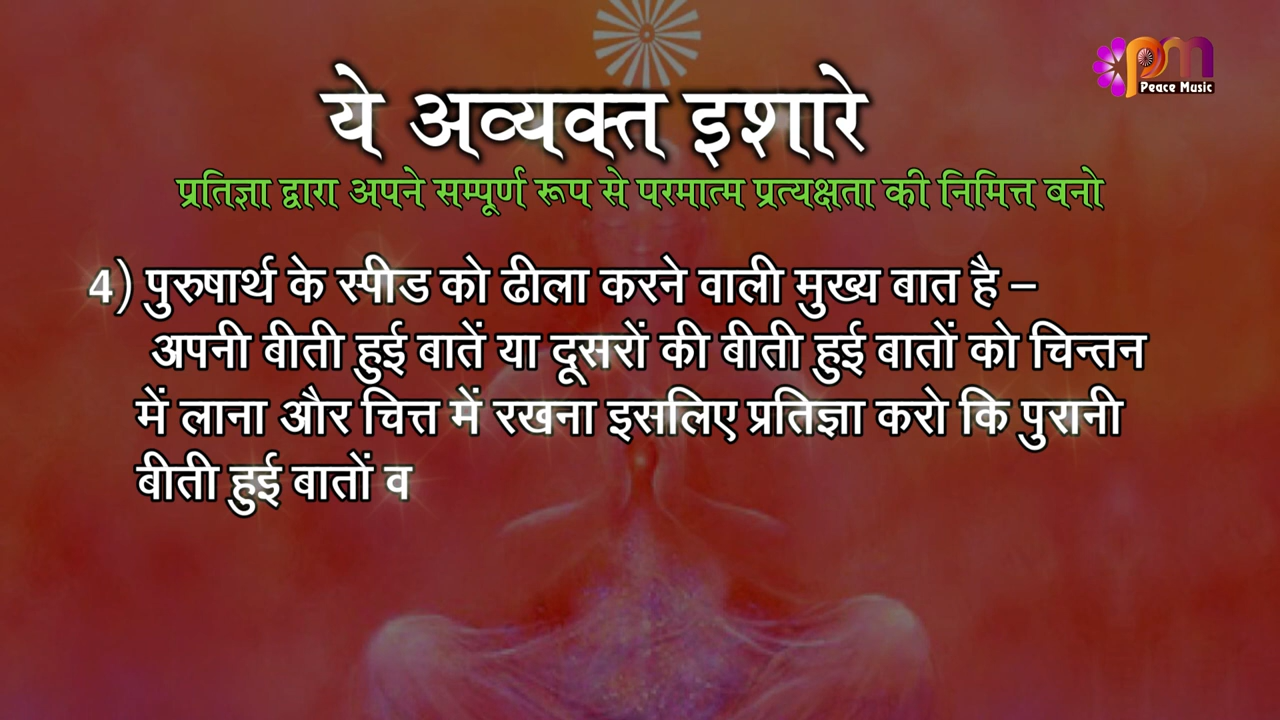 pm
Peace Music
ये अव्यक्त इशारे
प्रतिज्ञा द्वारा अपने सम्पूर्ण रूप से परमात्म प्रत्यक्षता की निमित्त बनो
4) पुरुषार्थ के स्पीड को ढीला करने वाली मुख्य बात है –
अपनी बीती हुई बातें या दूसरों की बीती हुई बातों को चिन्तन
में लाना और चित्त में रखना इसलिए प्रतिज्ञा करो कि पुरानी
बीती हुई बातों व